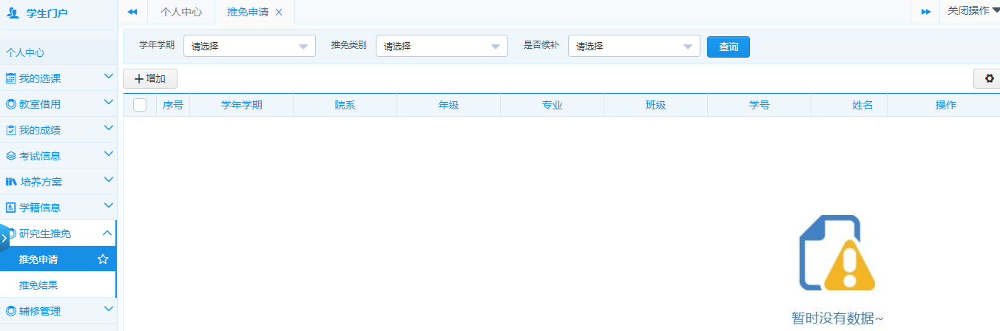 学生门户
个人中心 推免申请 关闭操作
个人中心
我的选课
教室借用
我的成绩
考试信息
培养方案
学籍信息
研究生推免
推免申请
推免结果
辅修管理
学年学期 请选择 推免类别 请选择 是否候补 请选择 查询
增加
序号 学年学期 院系 年级 专业 班级 学号 姓名 操作
暂时没有数据~